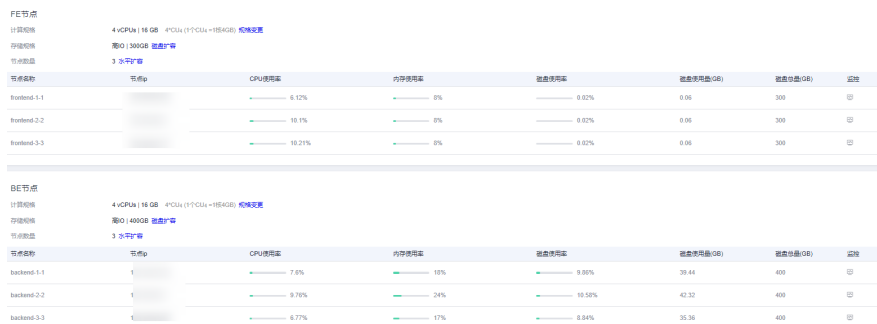 FE节点
计算规格 4 vCPUs | 16 GB 4*CUs (1个CUs =1核4GB) 规格变更
存储规格 高IO | 300GB 磁盘扩容
节点数量 3 水平扩容
节点名称 节点ip CPU使用率 内存使用率 磁盘使用率 磁盘使用量(GB) 磁盘总量(GB) 监控
frontend-1-1 6.12% 8% 0.02% 0.06 300
frontend-2-2 10.1% 8% 0.02% 0.06 300
frontend-3-3 10.21% 8% 0.02% 0.06 300
BE节点
计算规格 4 vCPUs | 16 GB 4*CUs (1个CUs =1核4GB) 规格变更
存储规格 高IO | 400GB 磁盘扩容
节点数量 3 水平扩容
节点名称 节点ip CPU使用率 内存使用率 磁盘使用率 磁盘使用量(GB) 磁盘总量(GB) 监控
backend-1-1 1 7.6% 18% 9.86% 39.44 400
backend-2-2 1 9.76% 24% 10.58% 42.32 400
backend-3-3 1 6.77% 17% 8.84% 35.36 400